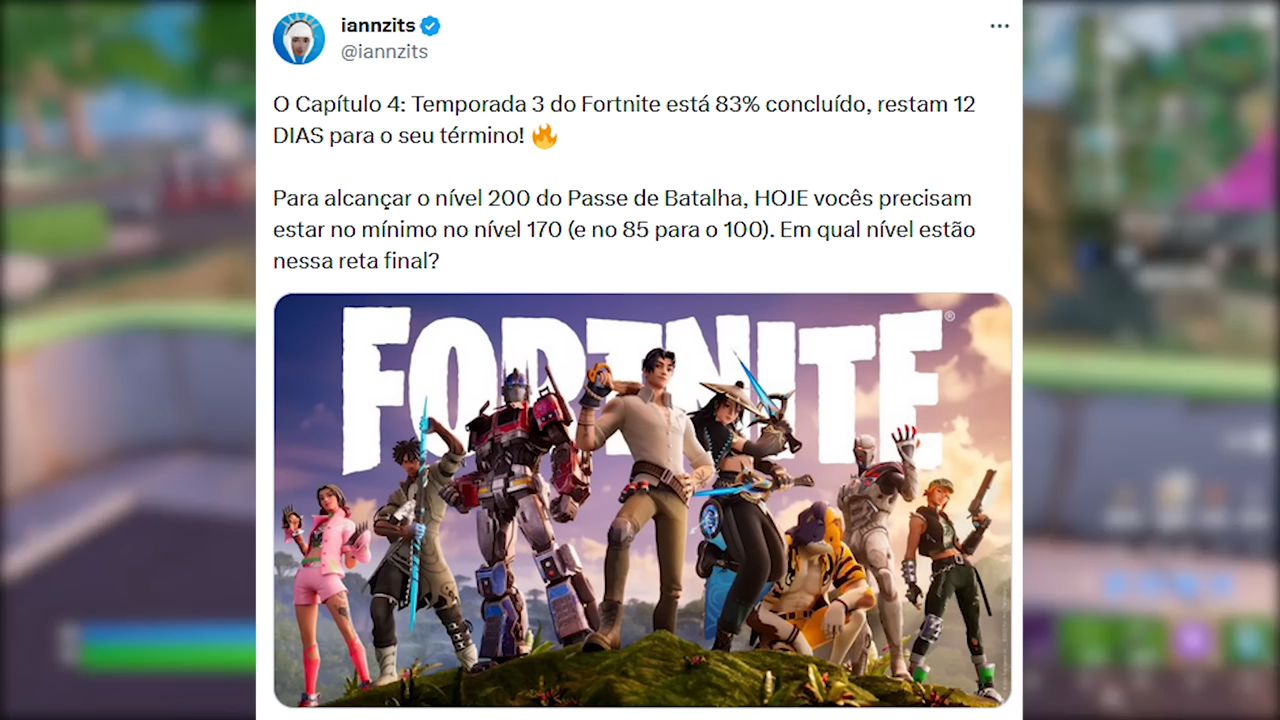 iannzits
@iannzits
O Capítulo 4: Temporada 3 do Fortnite está 83% concluído, restam 12
DIAS para o seu término! 🔥
Para alcançar o nível 200 do Passe de Batalha, HOJE vocês precisam
estar no mínimo no nível 170 (e no 85 para o 100). Em qual nível estão
nessa reta final?
FORTNITE®